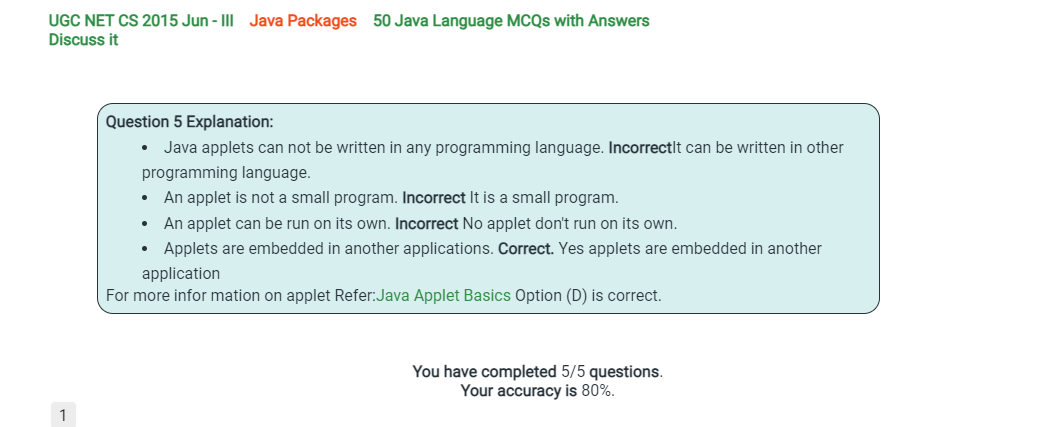 UGC NET CS 2015 Jun - III Java Packages 50 Java Language MCQs with Answers
Discuss it
Question 5 Explanation:
• Java applets can not be written in any programming language. IncorrectIt can be written in other
programming language.
• An applet is not a small program. Incorrect It is a small program.
• An applet can be run on its own. Incorrect No applet don't run on its own.
• Applets are embedded in another applications. Correct. Yes applets are embedded in another
application
For more infor mation on applet Refer:Java Applet Basics Option (D) is correct.
You have completed 5/5 questions.
Your accuracy is 80%.
1